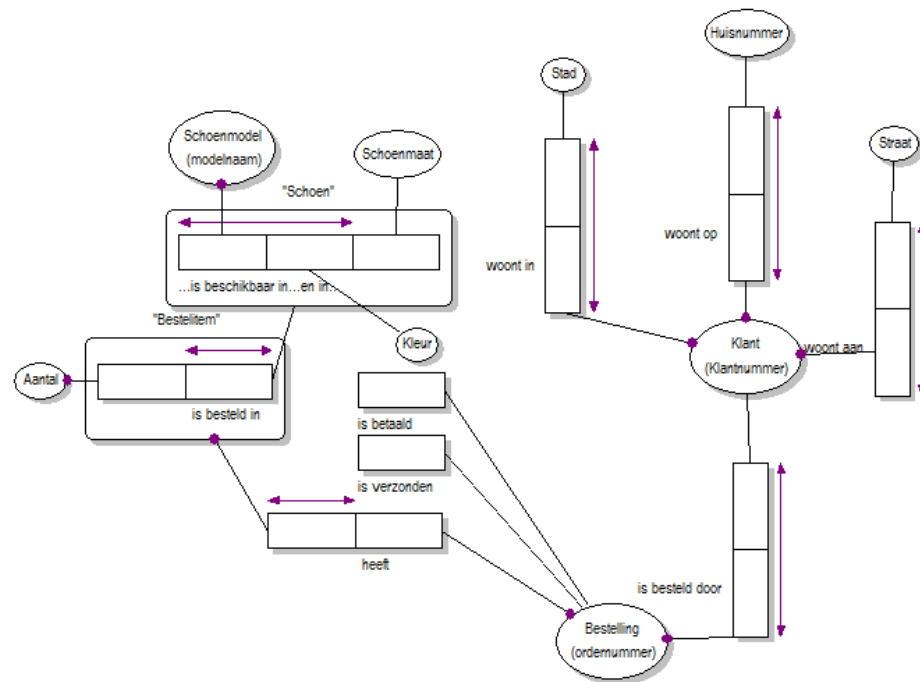 Huisnummer
Stad
Schoenmodel
(modelnaam)
Schoenmaat
Straat
"Schoen"
woont op
woont in
...is beschikbaar in...en in..
"Bestelitem"
Kleur
Klant
(Klantnummer)
woont aan
Aantal
is besteld in
is betaald
is verzonden
heeft
is besteld door
Bestelling
(ordernummer)